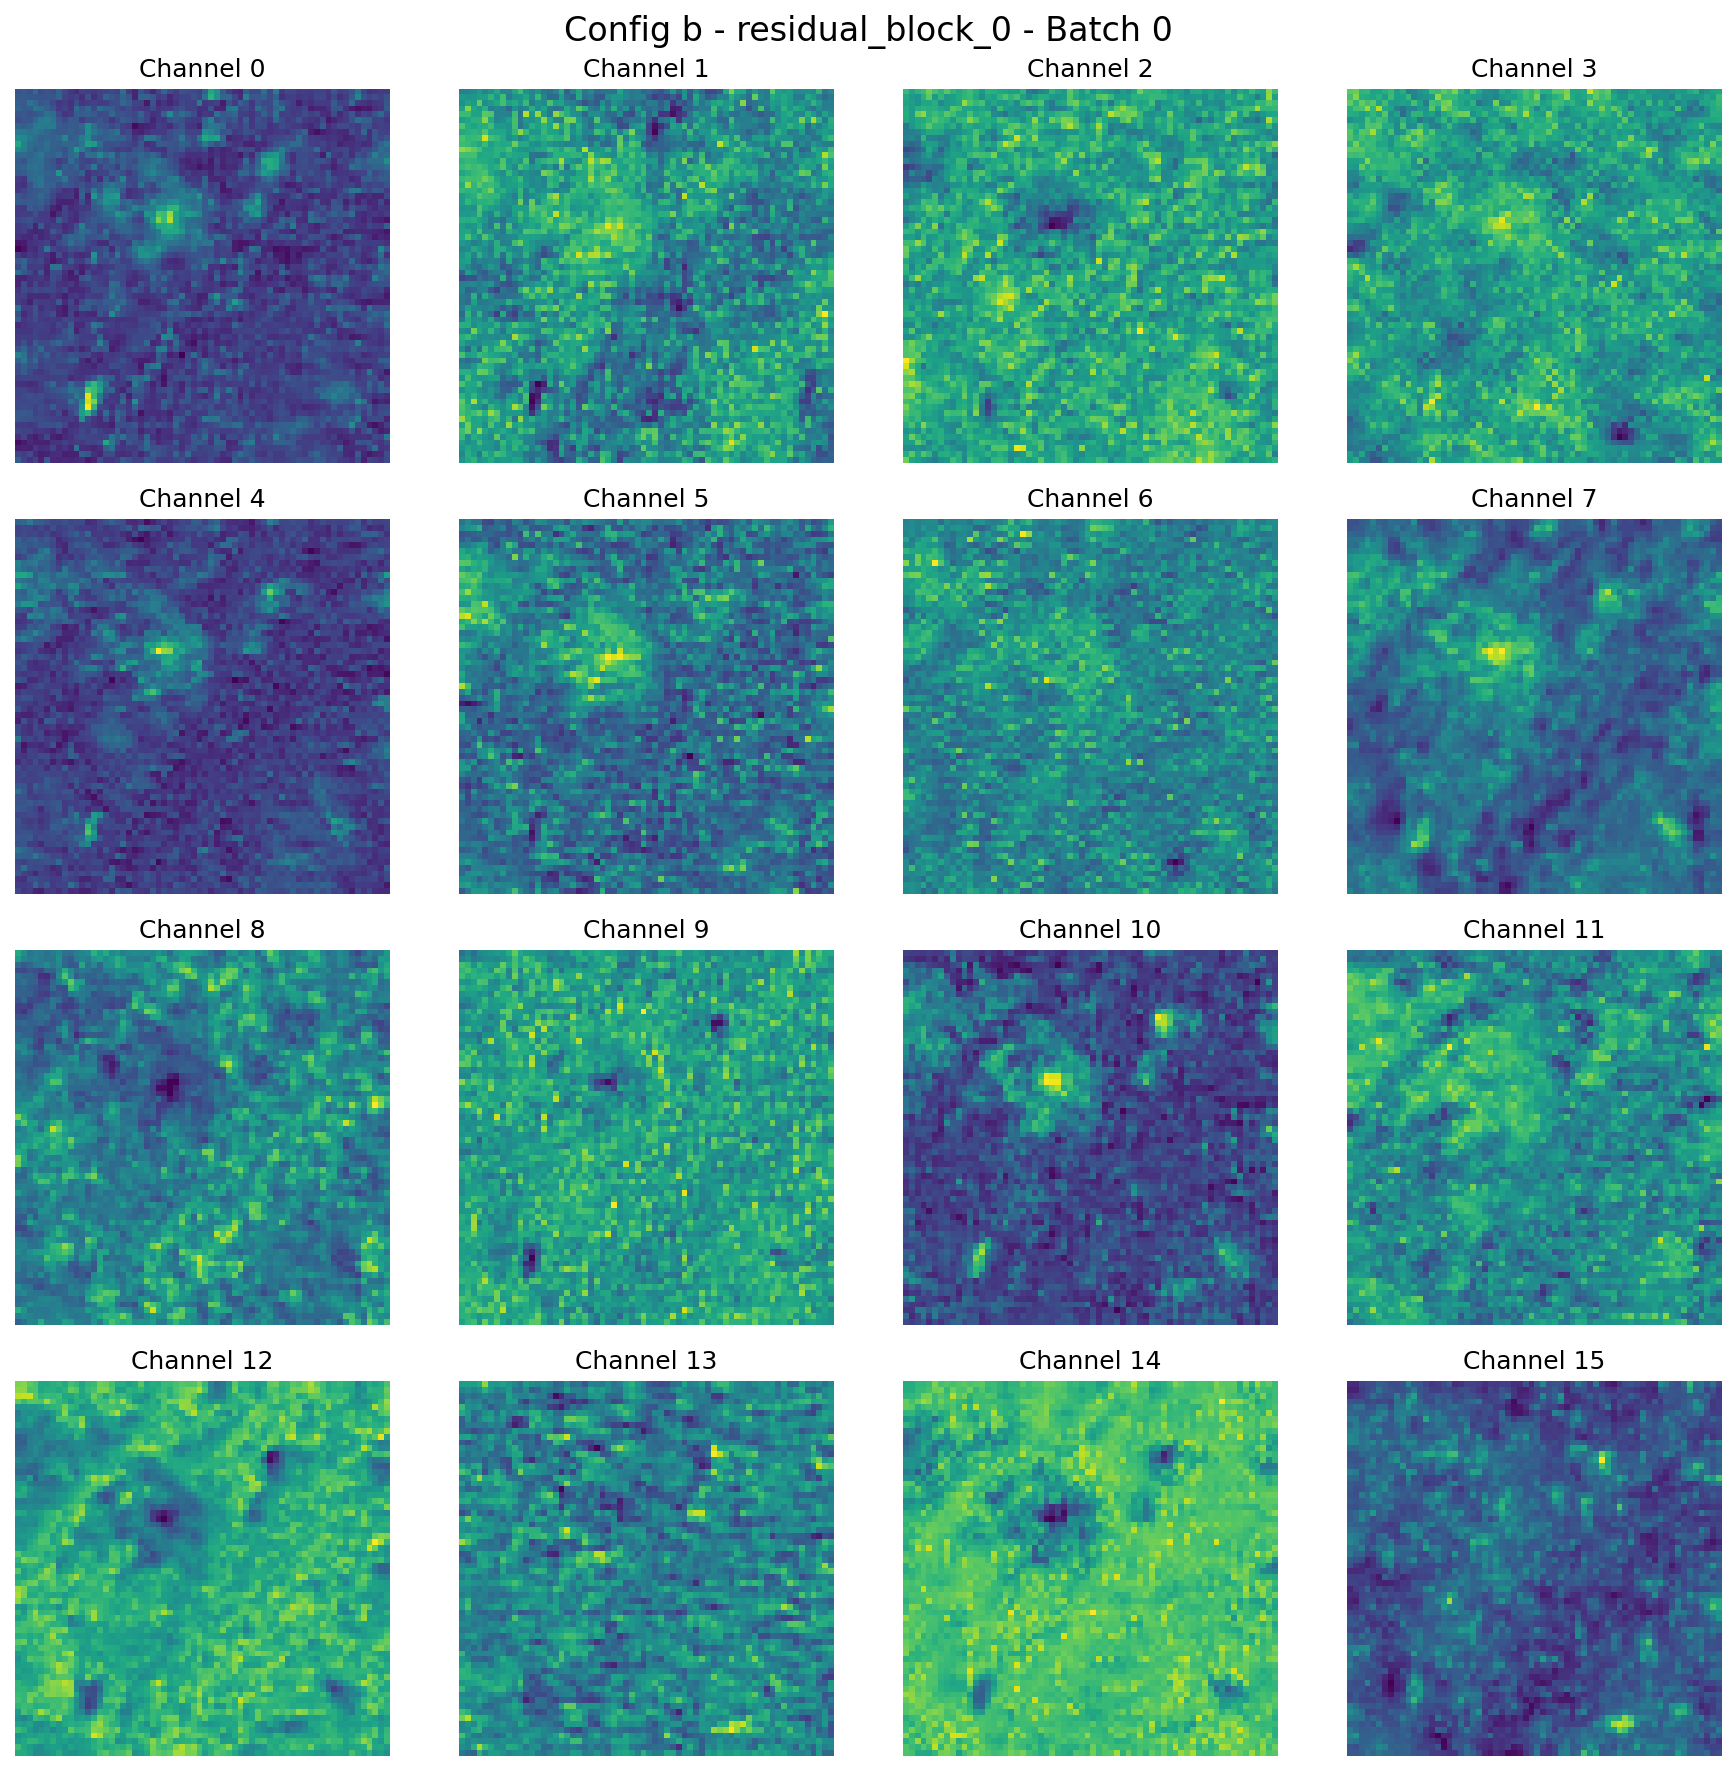 Config b - residual_block_0 - Batch 0
Channel 0
Channel 1
Channel 2
Channel 3
Channel 4
Channel 5
Channel 6
Channel 7
Channel 8
Channel 9
Channel 10
Channel 11
Channel 12
Channel 13
Channel 14
Channel 15